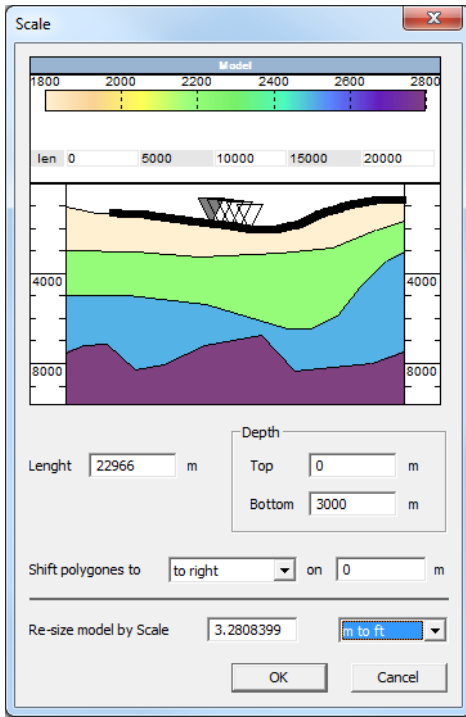 Scale
Model
1800 2000 2200 2400 2600 2800
len 0 5000 10000 15000 20000
4000 4000
8000 8000
Depth
Lenght 22966 m Top 0 m
Bottom 3000 m
Shift polygones to to right on 0 m
Re-size model by Scale 3.2808399 m to ft
OK Cancel